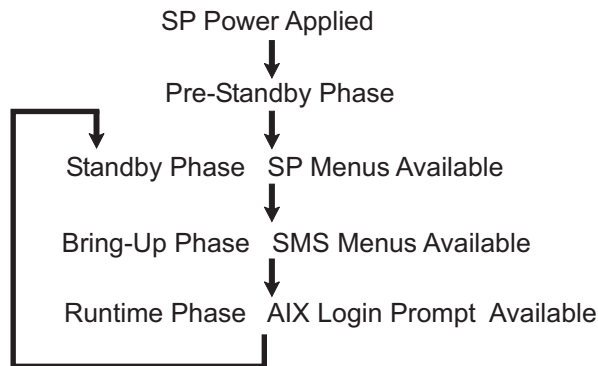 SP Power Applied
Pre-Standby Phase
Standby Phase SP Menus Available
Bring-Up Phase SMS Menus Available
Runtime Phase AIX Login Prompt Available